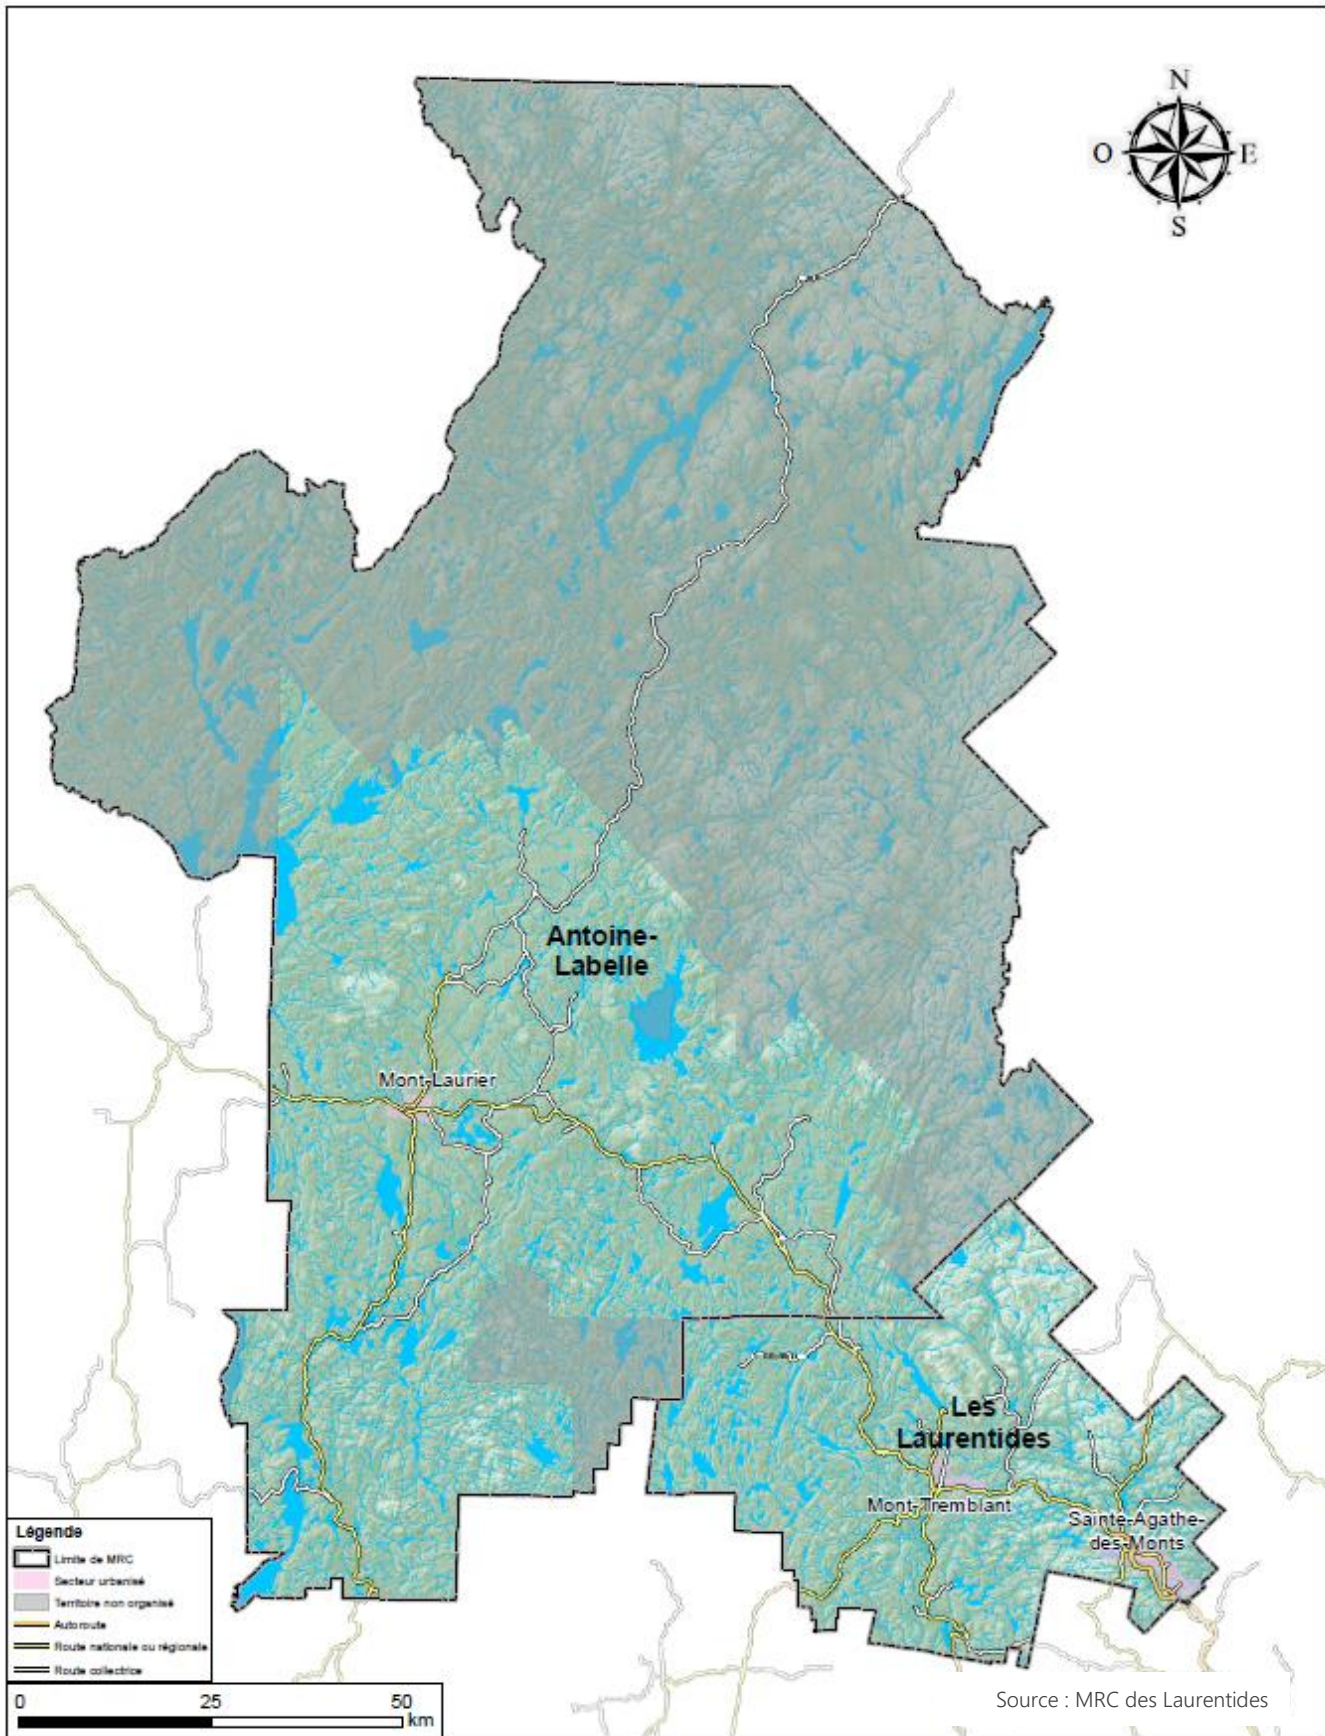 N
O
E
S
Antoine-
Labelle
Mont-Laurier
Les
Laurentides
Mont-Tremblant
Sainte-Agathe-
des-Monts
Légende
Limite de MRC
Secteur urbanisé
Territoire non organisé
Autoroute
Route nationale ou régionale
Route collectrice
0 25 50
km
Source : MRC des Laurentides